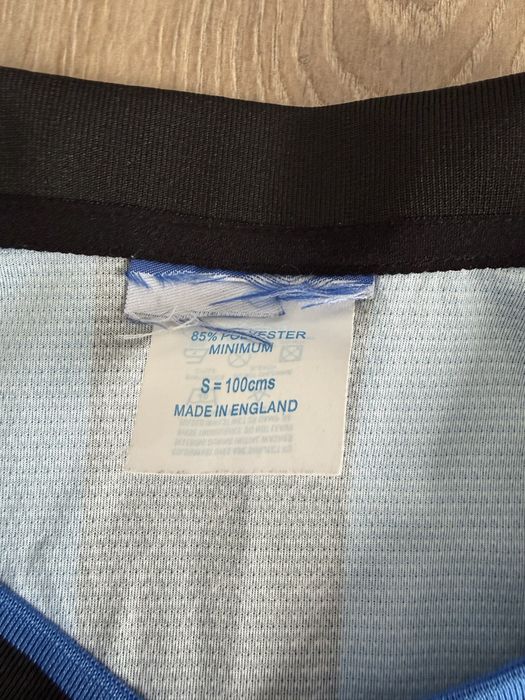 85% POLYESTER
MINIMUM
S = 100cms
MADE IN ENGLAND